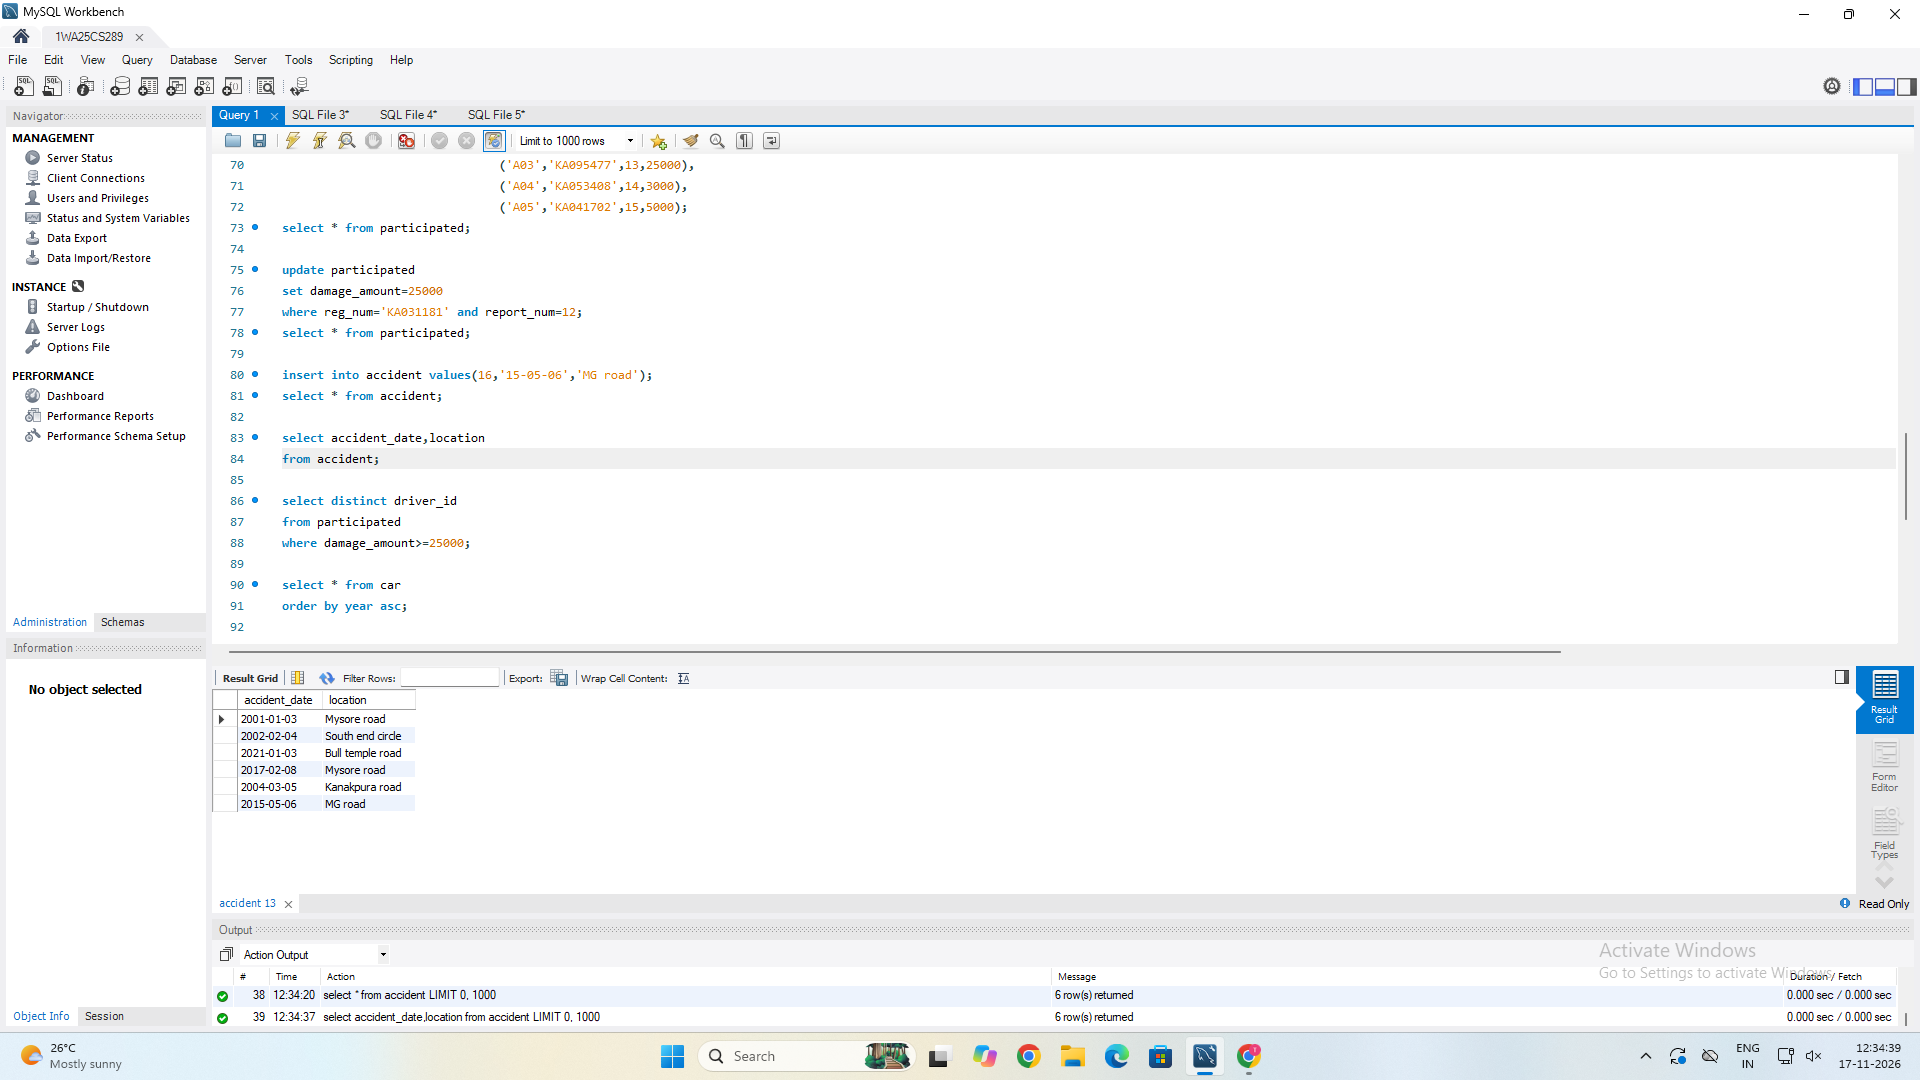 MySQL Workbench
1WA25CS289
File Edit View Query Database Server Tools Scripting Help
Navigator
MANAGEMENT
Server Status
Client Connections
Users and Privileges
Status and System Variables
Data Export
Data Import/Restore
INSTANCE
Startup / Shutdown
Server Logs
Options File
PERFORMANCE
Dashboard
Performance Reports
Performance Schema Setup
Administration Schemas
Information
No object selected
Object Info Session
Query 1 SQL File 3* SQL File 4* SQL File 5*
Limit to 1000 rows
70 ('A03','KA095477',13,25000),
71 ('A04','KA053408',14,3000),
72 ('A05','KA041702',15,5000);
73 select * from participated;
74
75 update participated
76 set damage_amount=25000
77 where reg_num='KA031181' and report_num=12;
78 select * from participated;
79
80 insert into accident values(16,'15-05-06','MG road');
81 select * from accident;
82
83 select accident_date,location
84 from accident;
85
86 select distinct driver_id
87 from participated
88 where damage_amount>=25000;
89
90 select * from car
91 order by year asc;
92
Result Grid Filter Rows: Export: Wrap Cell Content:
accident_date location
2001-01-03 Mysore road
2002-02-04 South end circle
2021-01-03 Bull temple road
2017-02-08 Mysore road
2004-03-05 Kanakpura road
2015-05-06 MG road
Result Grid
Form Editor
Field Types
accident 13
Read Only
Output
Action Output
Activate Windows
Go to Settings to activate Windows.
# Time Action Message Duration / Fetch
38 12:34:20 select * from accident LIMIT 0, 1000 6 row(s) returned 0.000 sec / 0.000 sec
39 12:34:37 select accident_date,location from accident LIMIT 0, 1000 6 row(s) returned 0.000 sec / 0.000 sec
26°C
Mostly sunny
Search
ENG
IN
12:34:39
17-11-2026